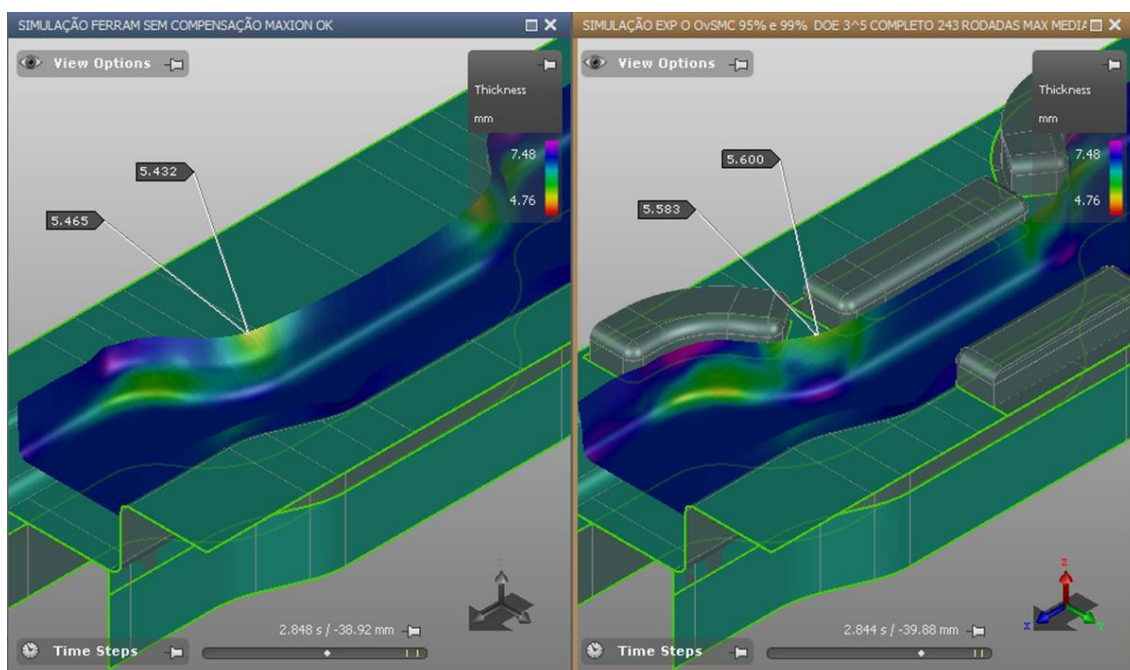 SIMULAÇÃO FERRAM SEM COMPENSAÇÃO MAXION OK
View Options
Thickness
mm
7.48
4.76
5.432
5.465
2.848 s / -38.92 mm
Time Steps
SIMULAÇÃO EXP O OvSMC 95% e 99% DOE 3^5 COMPLETO 243 RODADAS MAX MEDIA
View Options
Thickness
mm
7.48
4.76
5.600
5.583
Z
X
Y
2.844 s / -39.88 mm
Time Steps